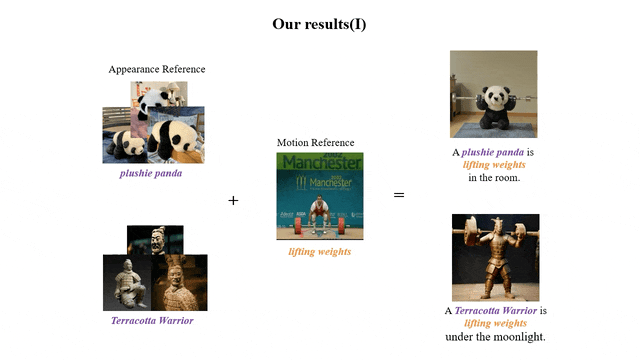 Our results(I)
Appearance Reference
plushie panda
Terracotta Warrior
+
Motion Reference
2002
Manchester
Manchester
lifting weights
=
A plushie panda is
lifting weights
in the room.
A Terracotta Warrior is
lifting weights
under the moonlight.